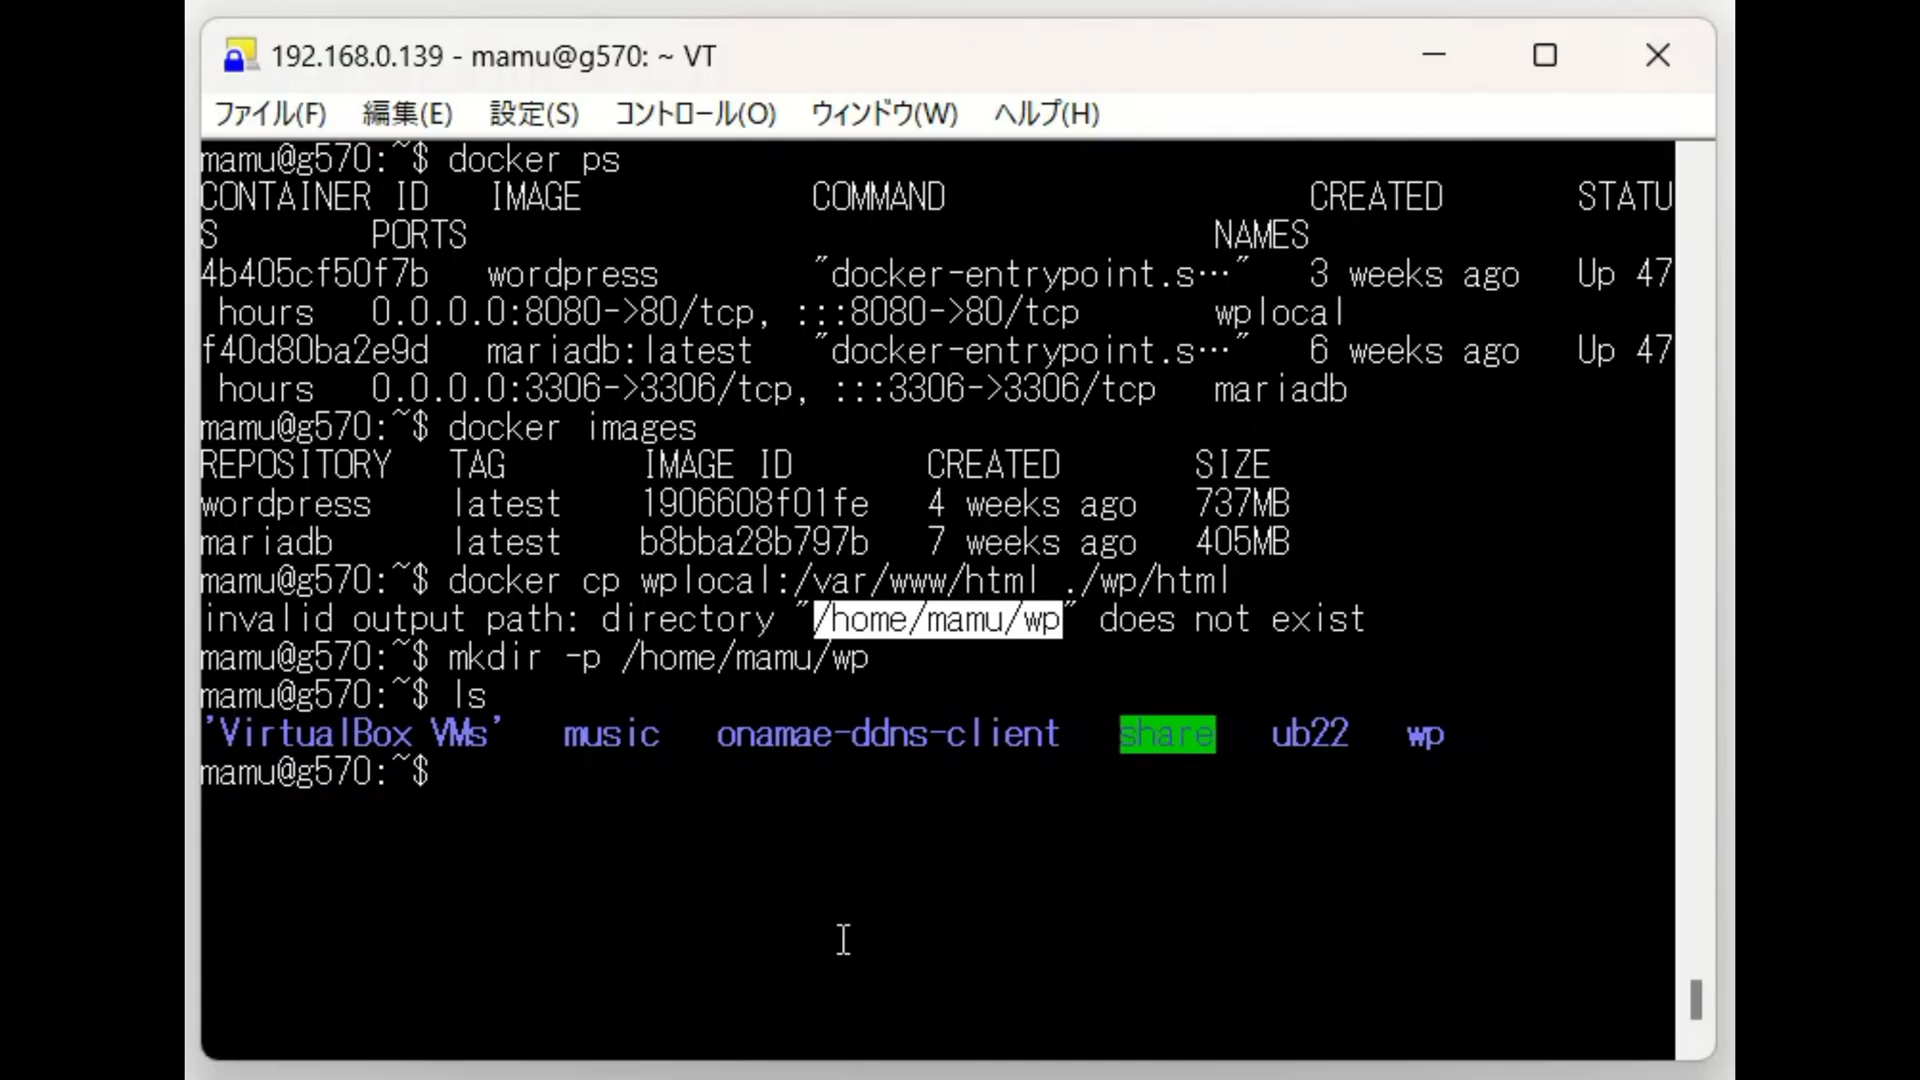 192.168.0.139 - mamu@g570: ~ VT
ファイル(F) 編集(E) 設定(S) コントロール(O) ウィンドウ(W) ヘルプ(H)
mamu@g570:~$ docker ps
CONTAINER ID   IMAGE            COMMAND                   CREATED       STATU
S        PORTS                                       NAMES
4b405cf50f7b   wordpress        "docker-entrypoint.s…"   3 weeks ago   Up 47
 hours   0.0.0.0:8080->80/tcp, :::8080->80/tcp       wplocal
f40d80ba2e9d   mariadb:latest   "docker-entrypoint.s…"   6 weeks ago   Up 47
 hours   0.0.0.0:3306->3306/tcp, :::3306->3306/tcp   mariadb
mamu@g570:~$ docker images
REPOSITORY   TAG       IMAGE ID       CREATED       SIZE
wordpress    latest    1906608f01fe   4 weeks ago   737MB
mariadb      latest    b8bba28b797b   7 weeks ago   405MB
mamu@g570:~$ docker cp wplocal:/var/www/html ./wp/html
invalid output path: directory "/home/mamu/wp" does not exist
mamu@g570:~$ mkdir -p /home/mamu/wp
mamu@g570:~$ ls
'VirtualBox VMs'   music   onamae-ddns-client   share   ub22   wp
mamu@g570:~$